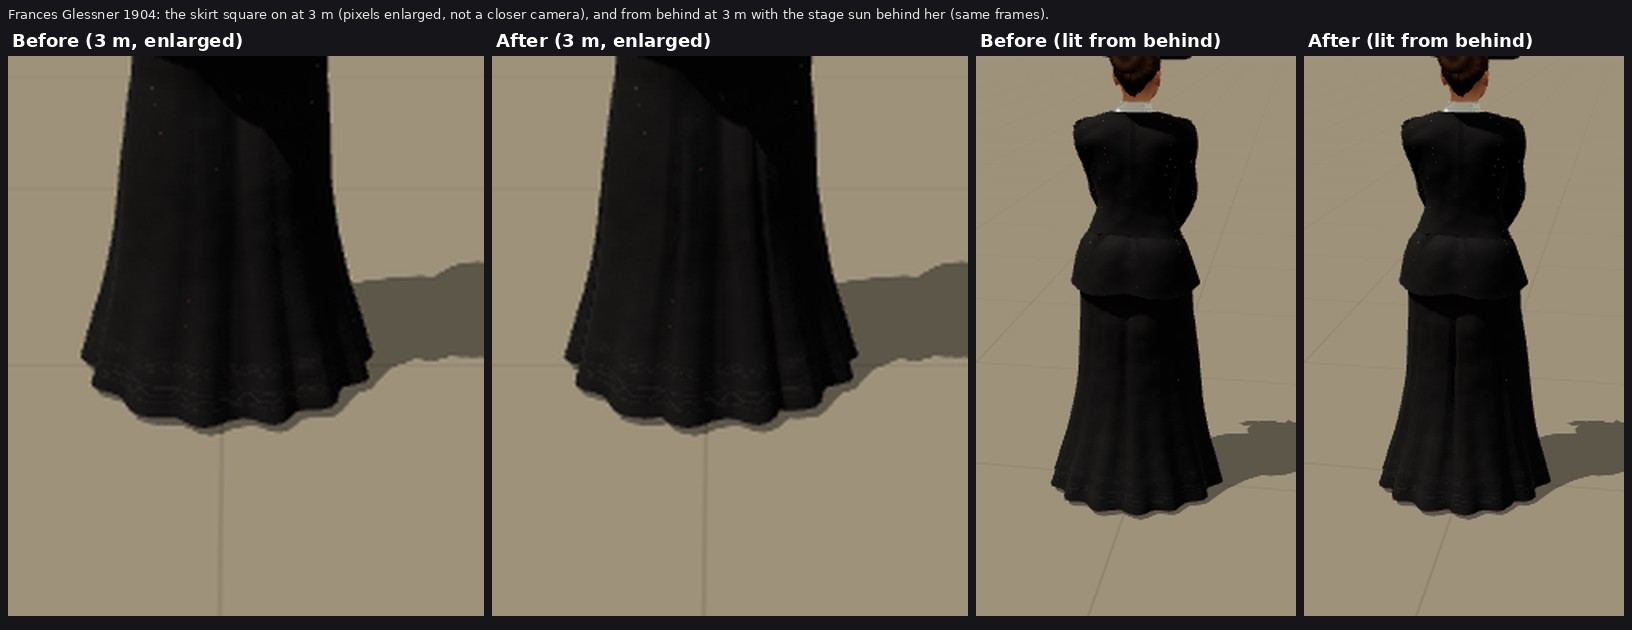 Frances Glessner 1904: the skirt square on at 3 m (pixels enlarged, not a closer camera), and from behind at 3 m with the stage sun behind her (same frames).
Before (3 m, enlarged)
After (3 m, enlarged)
Before (lit from behind)
After (lit from behind)